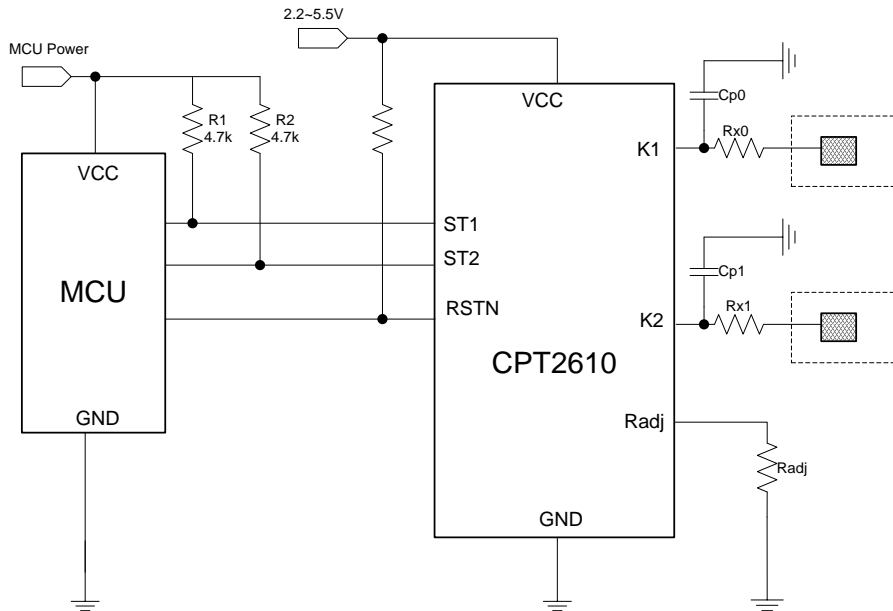 2.2~5.5V
MCU Power
R1
4.7k
R2
4.7k
VCC
VCC
Cp0
Rx0
K1
ST1
ST2
RSTN
MCU
CPT2610
Cp1
Rx1
K2
GND
Radj
Radj
GND